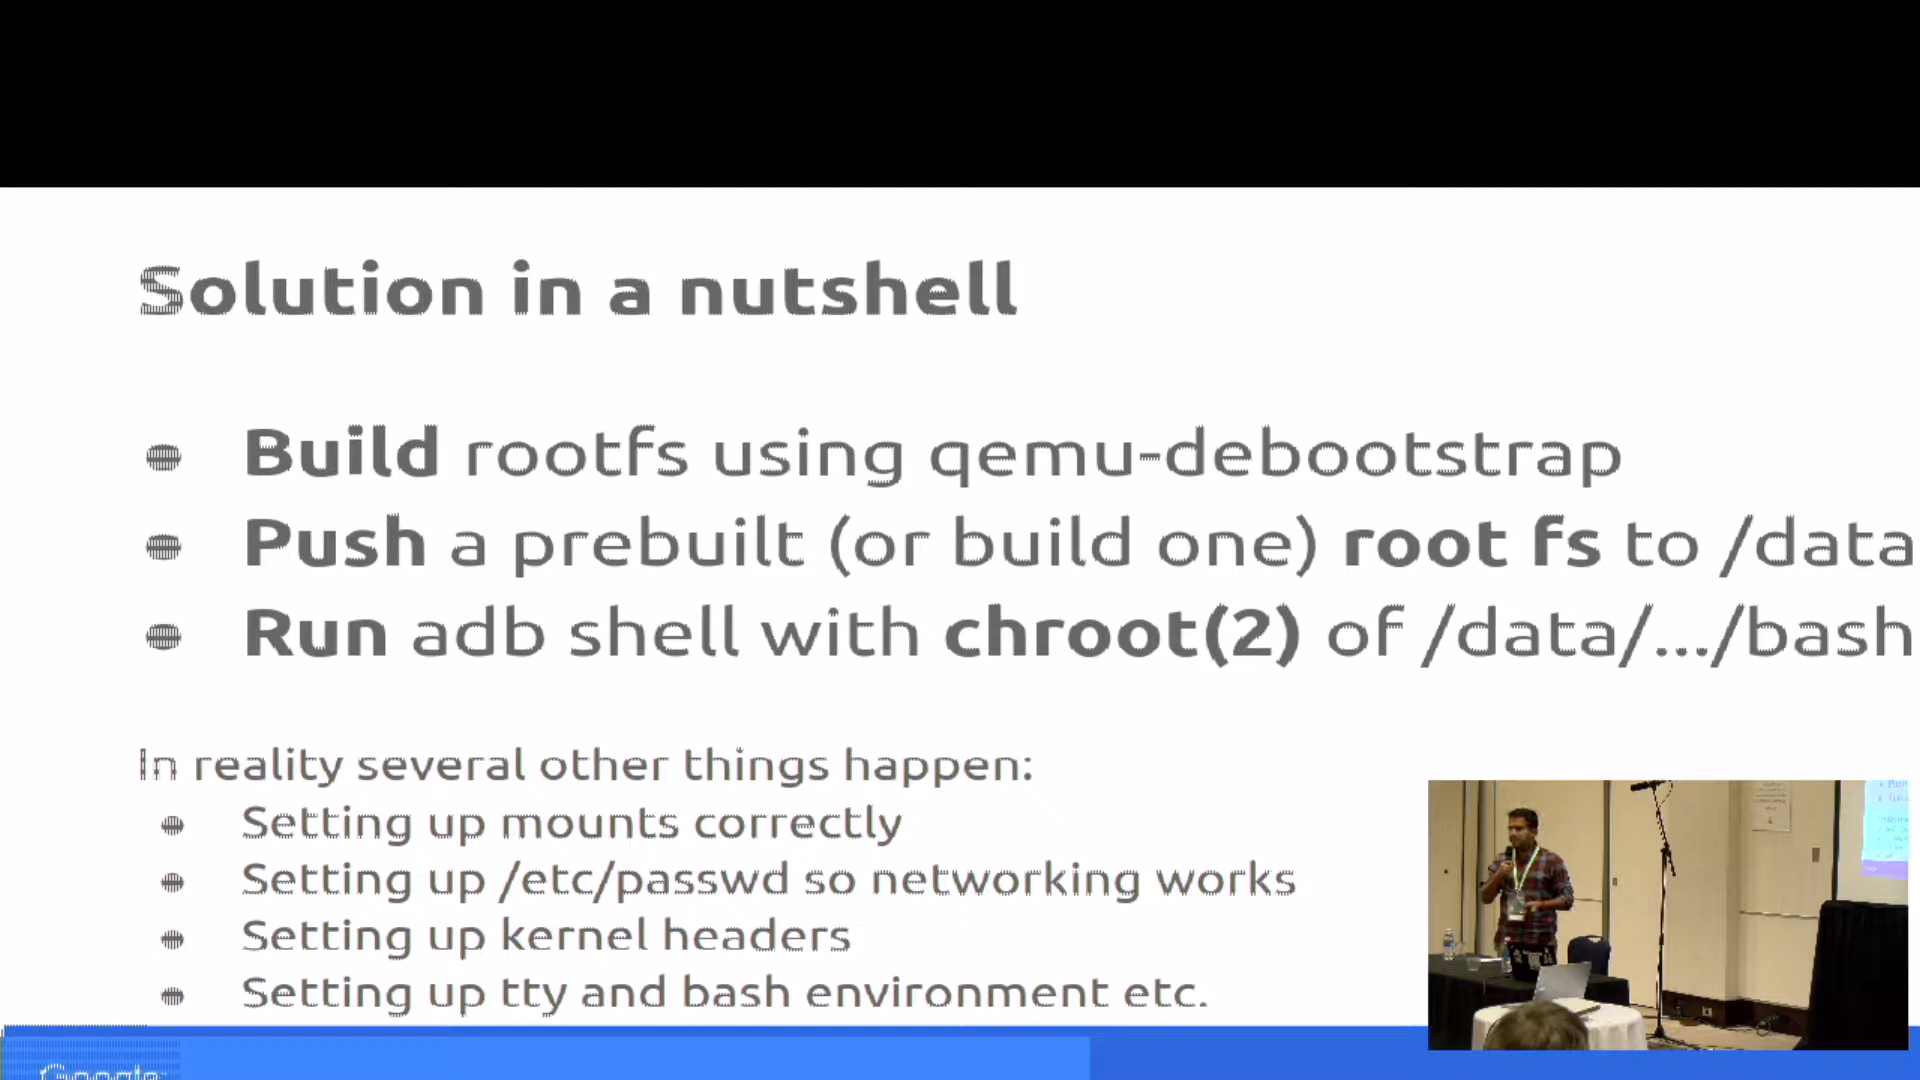 Solution in a nutshell
Build rootfs using qemu-debootstrap
Push a prebuilt (or build one) root fs to /data
Run adb shell with chroot(2) of /data/.../bash
In reality several other things happen:
Setting up mounts correctly
Setting up /etc/passwd so networking works
Setting up kernel headers
Setting up tty and bash environment etc.
Google